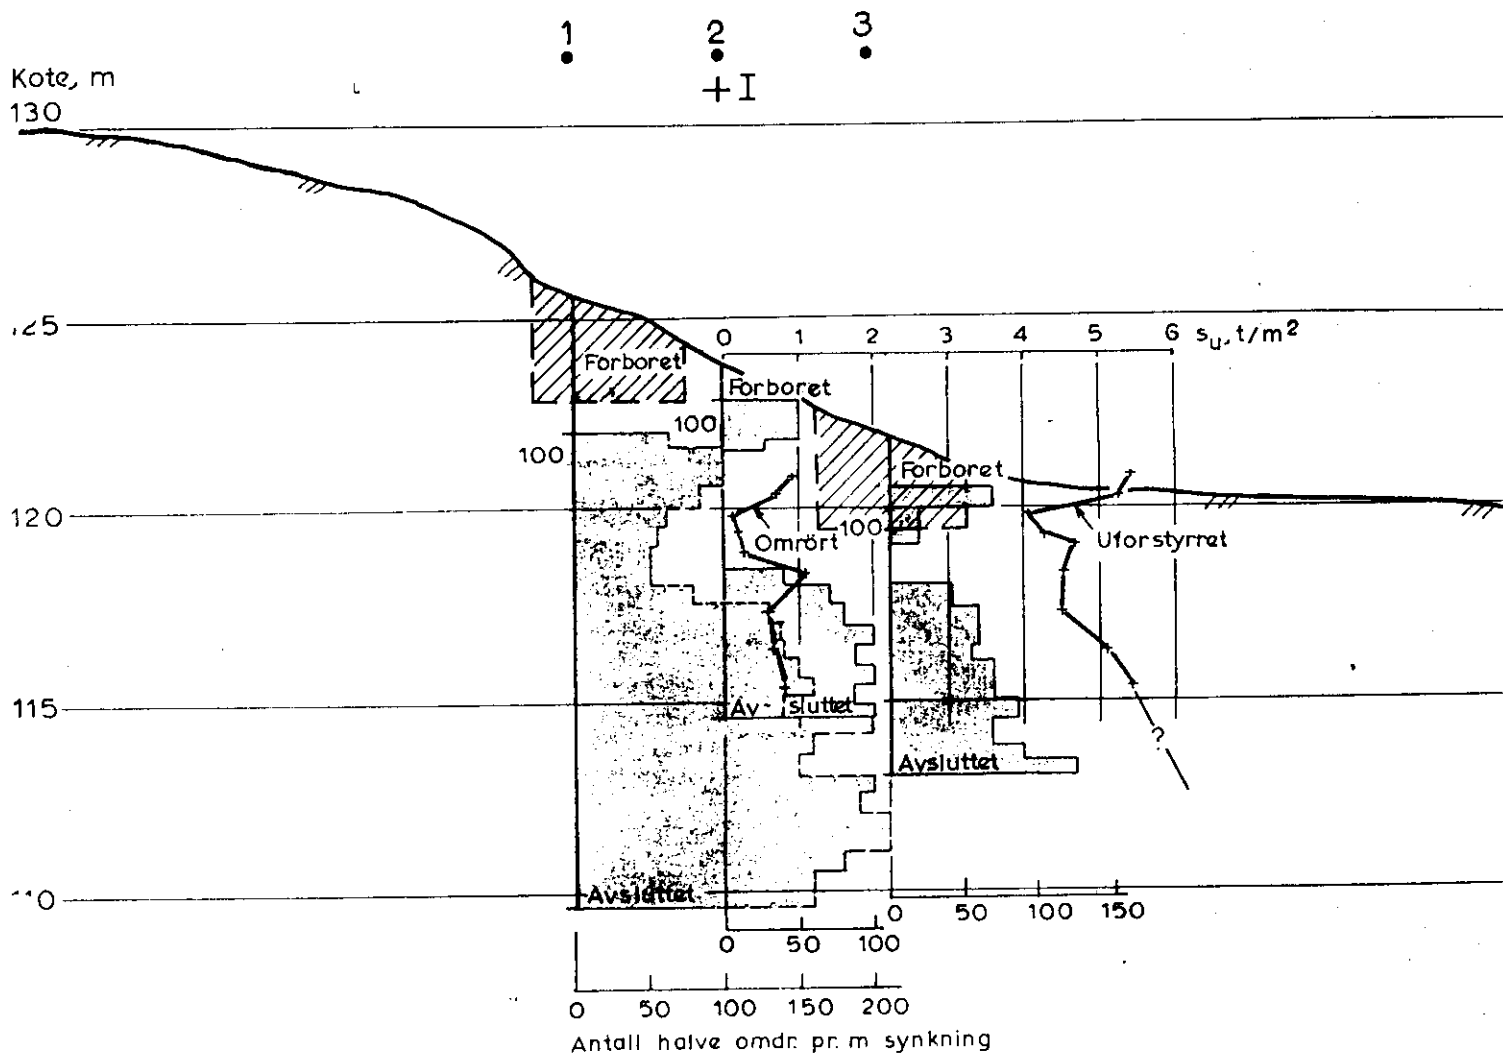 1 2 3
+ I
Kote, m
130
125
0 1 2 3 4 5 6 s_u, t/m²
Forboret
Forboret
100
100
Forboret
120
100
Omrört
Uforstyrret
115
Av-sluttet
?
Avsluttet
110
Avsluttet
0 50 100 150
0 50 100
0 50 100 150 200
Antall halve omdr. pr. m synkning